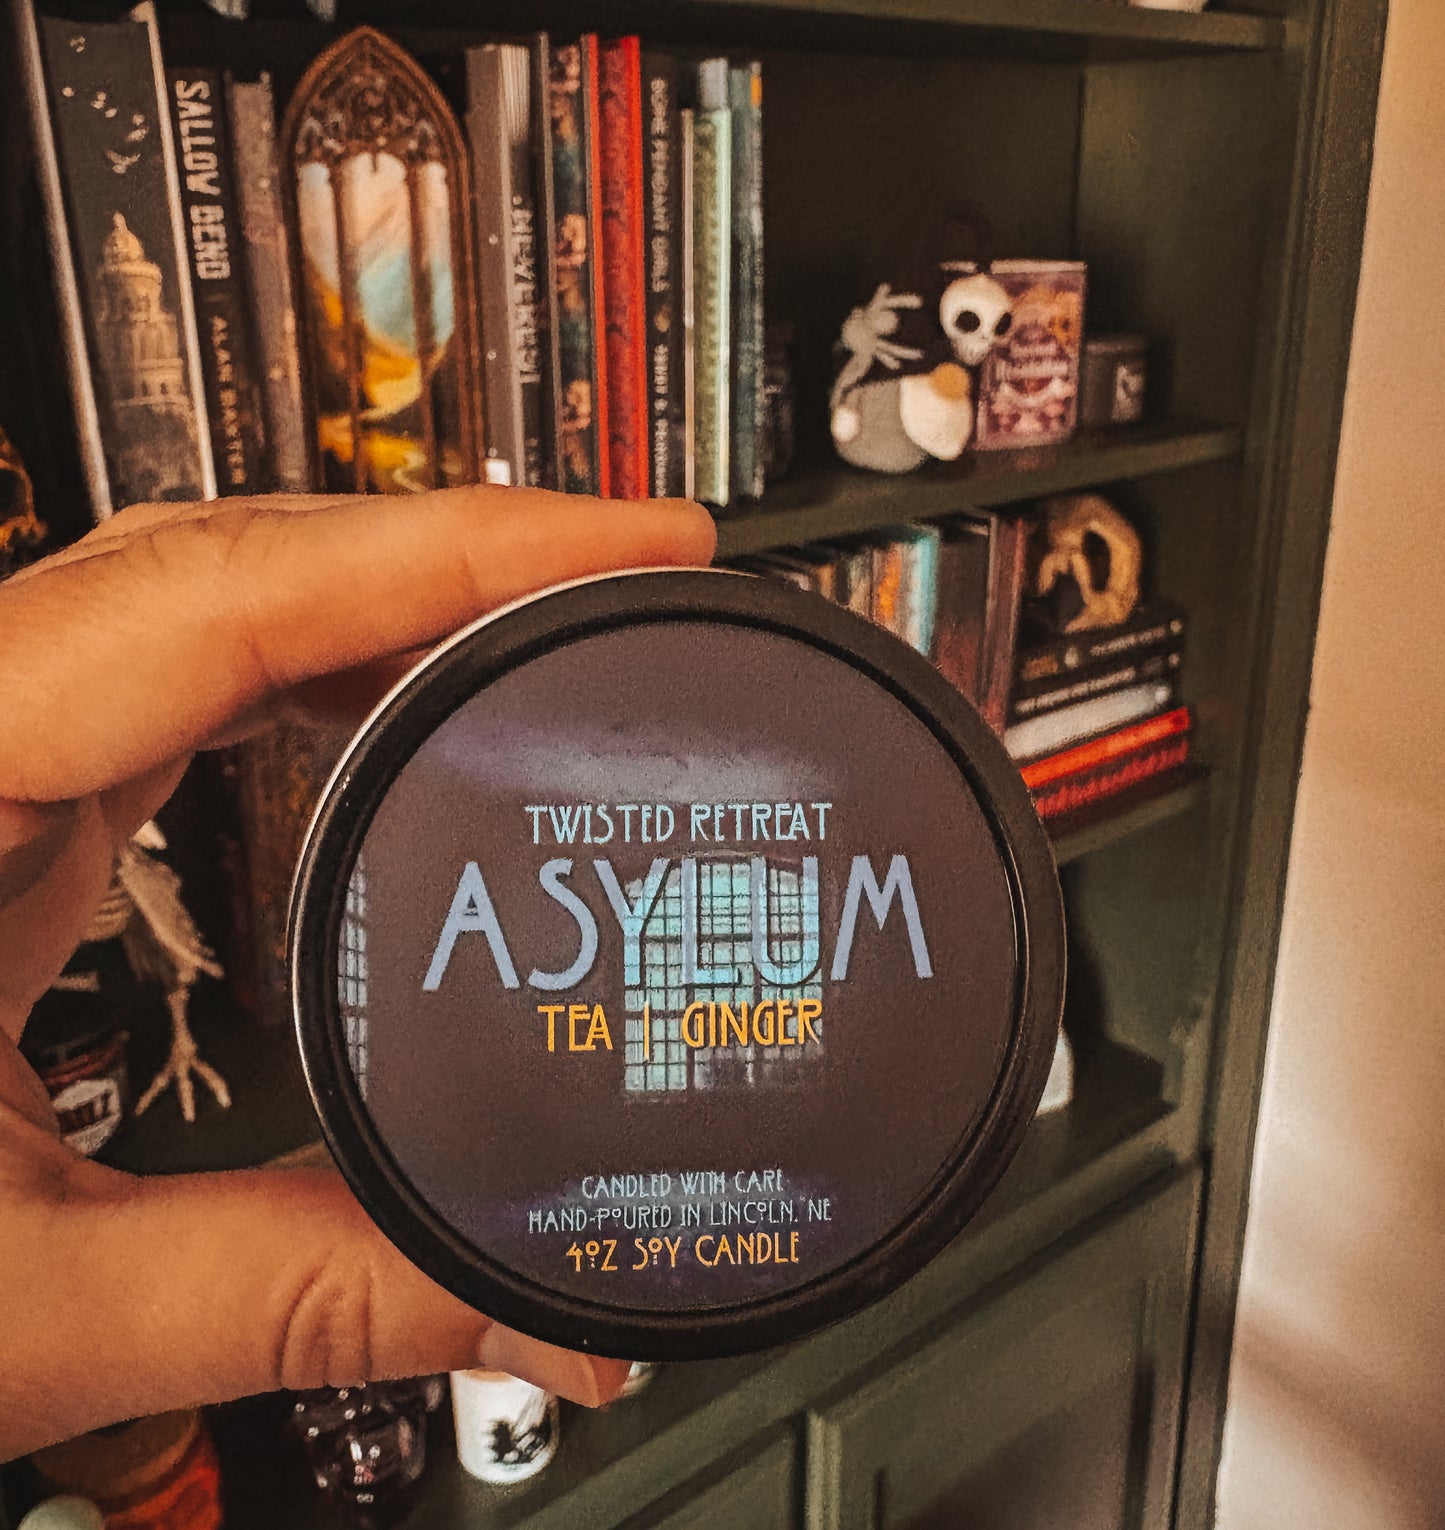 SALLOW BEND
ALAN BAXTER
TWISTED RETREAT
ASYLUM
TEA | GINGER
CANDLED WITH CARE
HAND-POURED IN LINCOLN, NE
4OZ SOY CANDLE